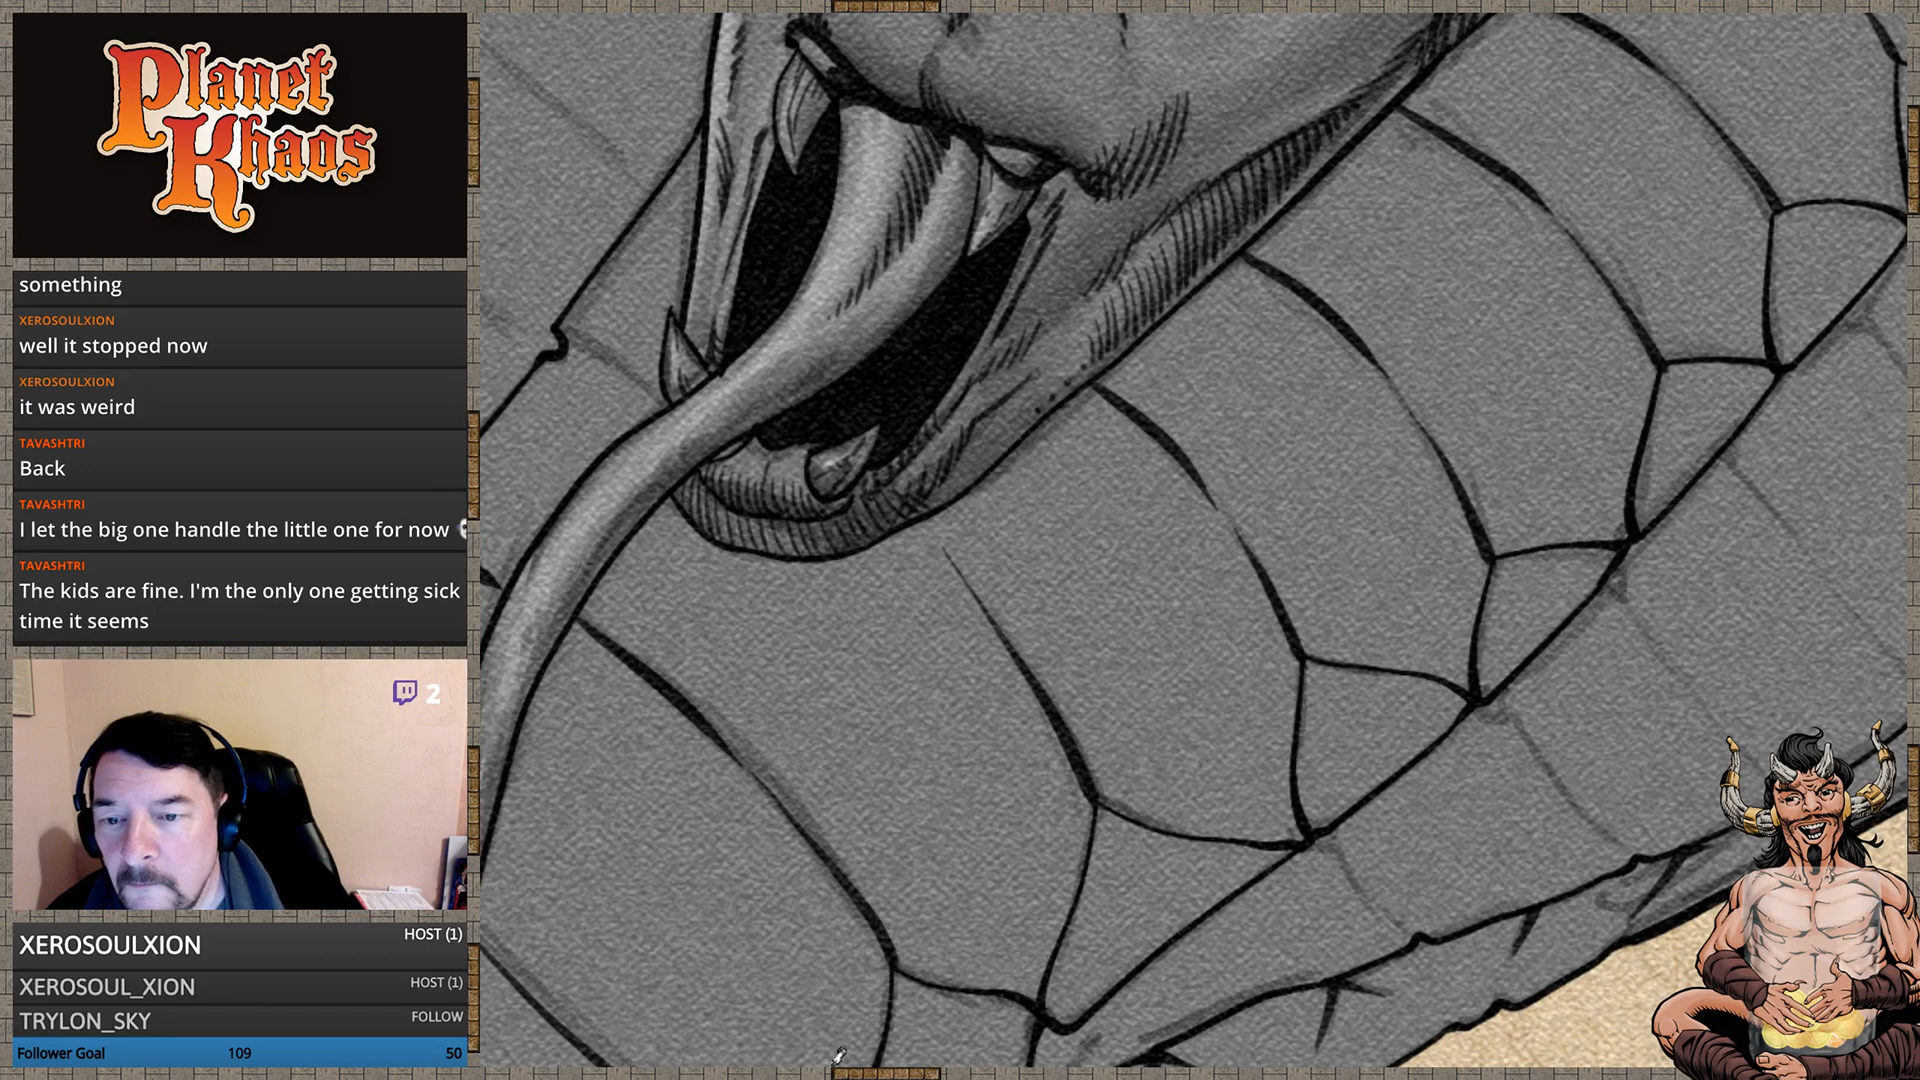 Planet
Khaos
something
XEROSOULXION
well it stopped now
XEROSOULXION
it was weird
TAVASHTRI
Back
TAVASHTRI
I let the big one handle the little one for now
TAVASHTRI
The kids are fine. I'm the only one getting sick
time it seems
2
XEROSOULXION HOST (1)
XEROSOUL_XION HOST (1)
TRYLON_SKY FOLLOW
Follower Goal 109 50